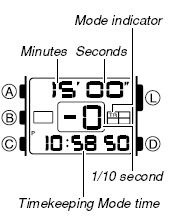 Mode indicator
Minutes Seconds
A 15' 00"
L
B -0
P
C 10:58 50 D
1/10 second
Timekeeping Mode time